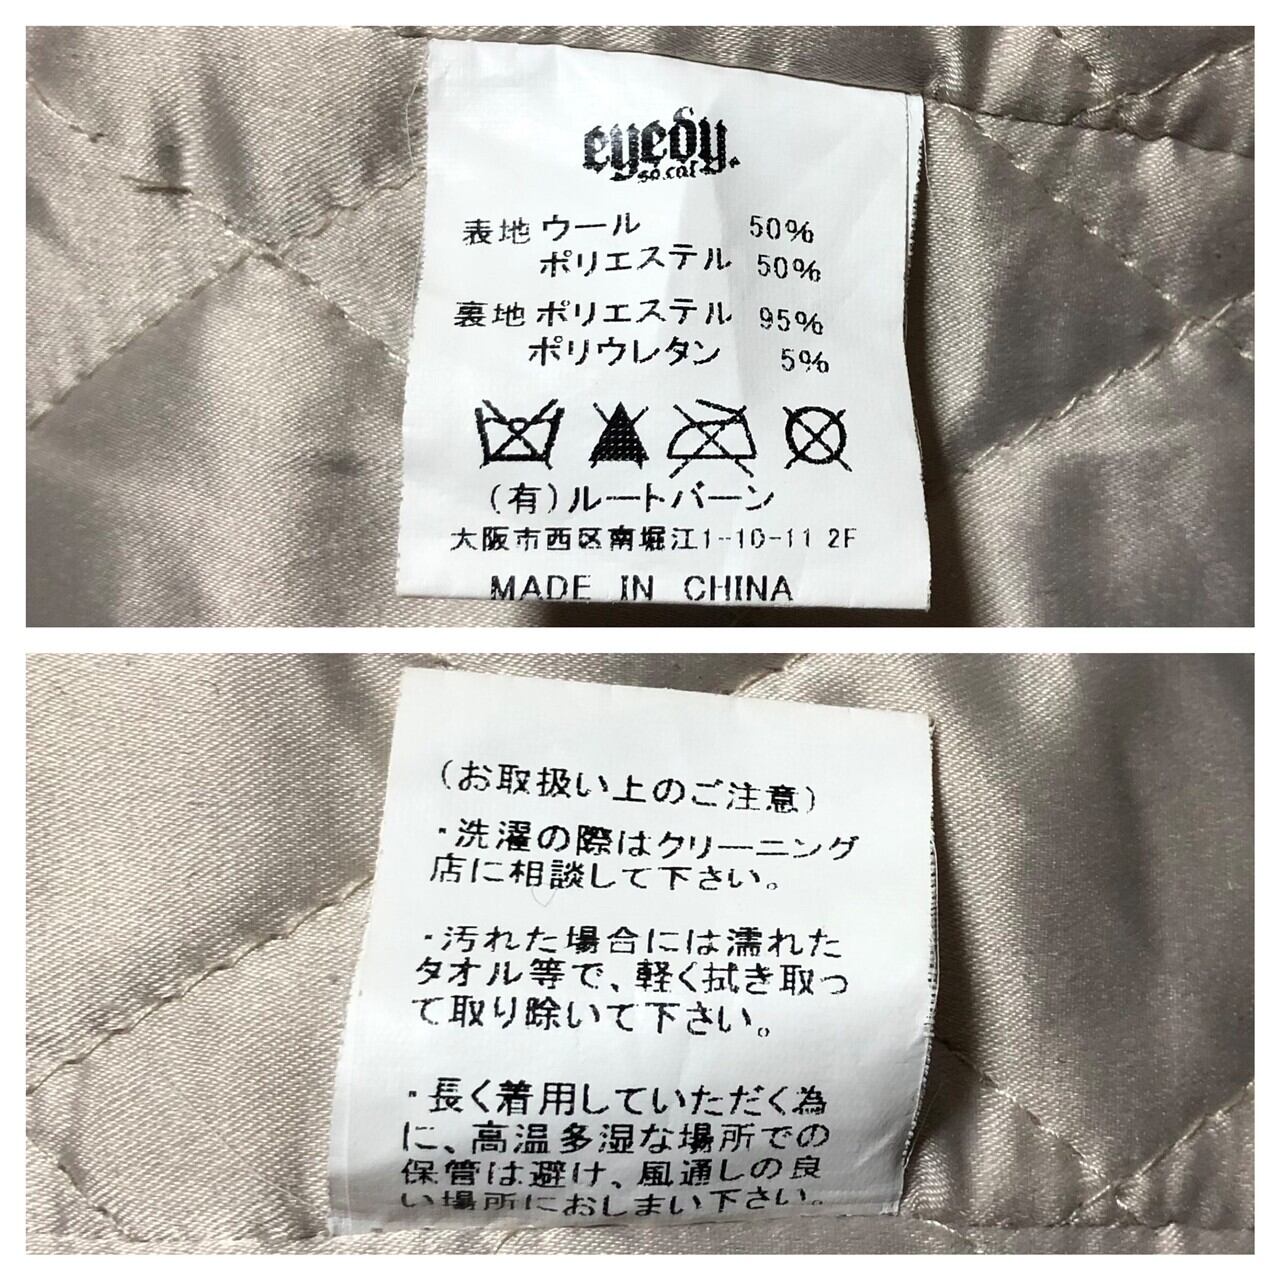 eyedy.
so.cal
表地 ウール 50%
ポリエステル 50%
裏地 ポリエステル 95%
ポリウレタン 5%
(有)ルートバーン
大阪市西区南堀江1-10-11 2F
MADE IN CHINA
(お取扱い上のご注意)
・洗濯の際はクリーニング
店に相談して下さい。
・汚れた場合には濡れた
タオル等で、軽く拭き取っ
て取り除いて下さい。
・長く着用していただく為
に、高温多湿な場所での
保管は避け、風通しの良
い場所におしまい下さい。